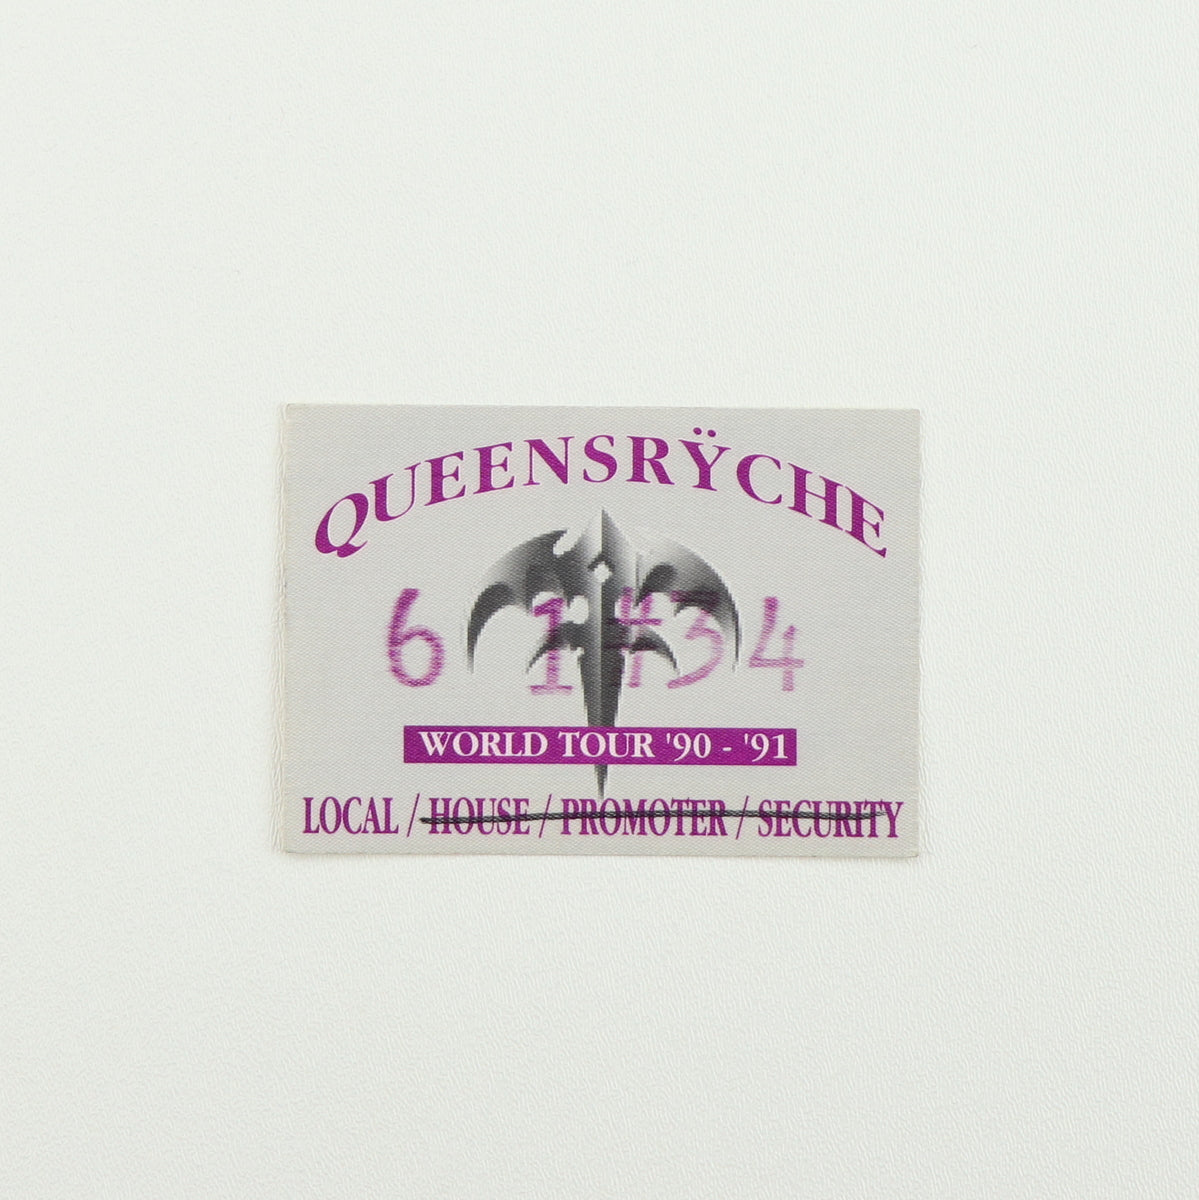 QUEENSRŸCHE
6 1 #34
WORLD TOUR '90 - '91
LOCAL / HOUSE / PROMOTER / SECURITY